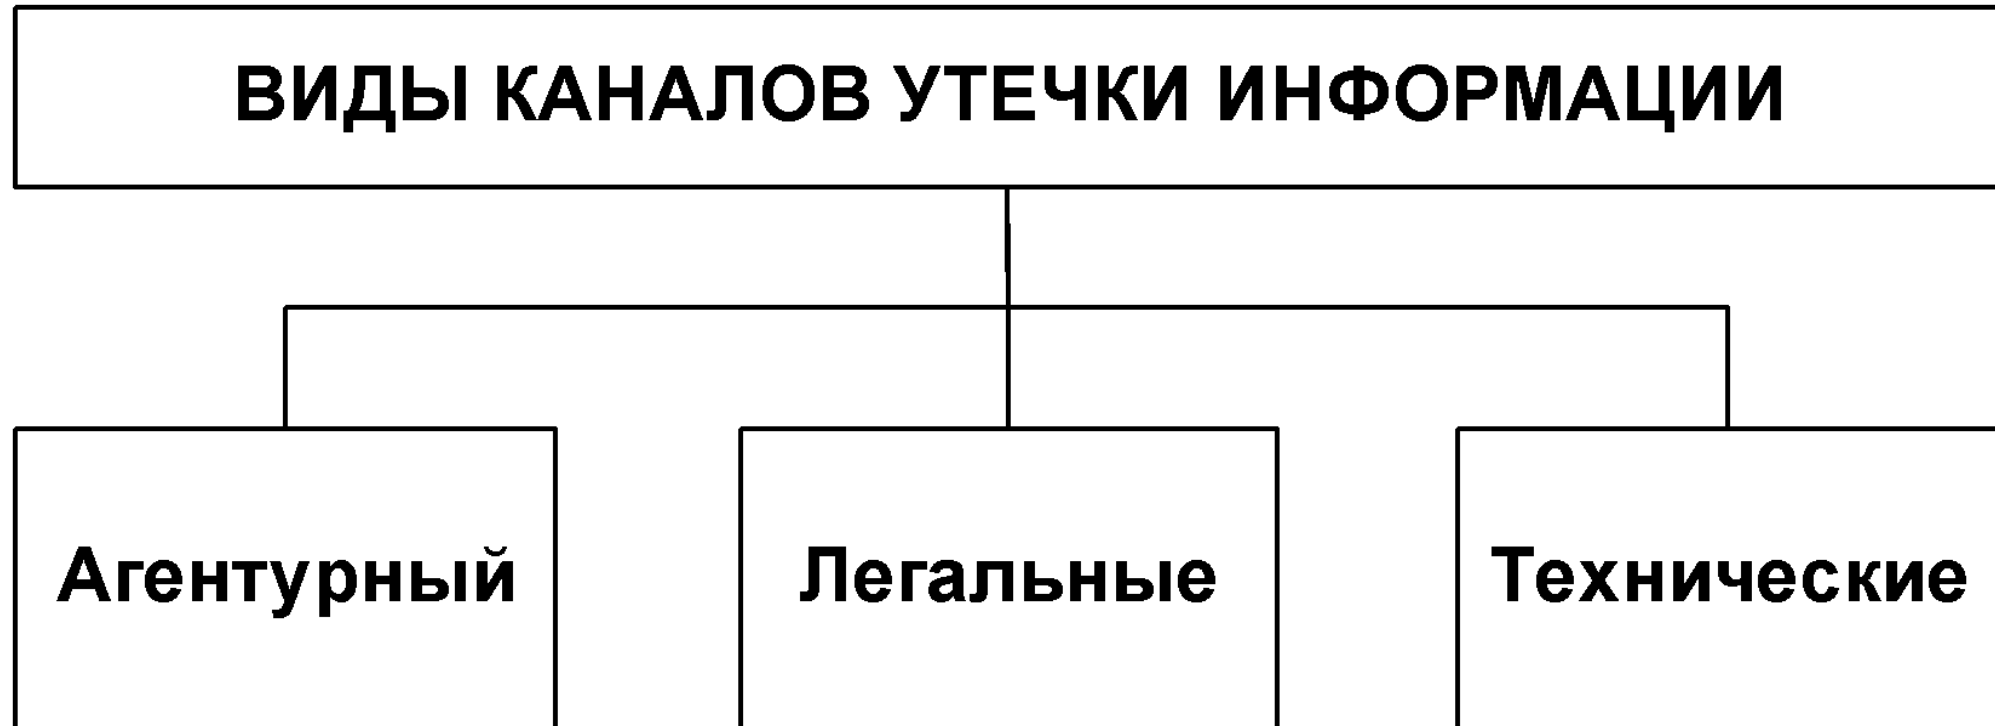 ВИДЫ КАНАЛОВ УТЕЧКИ ИНФОРМАЦИИ
Агентурный
Легальные
Технические